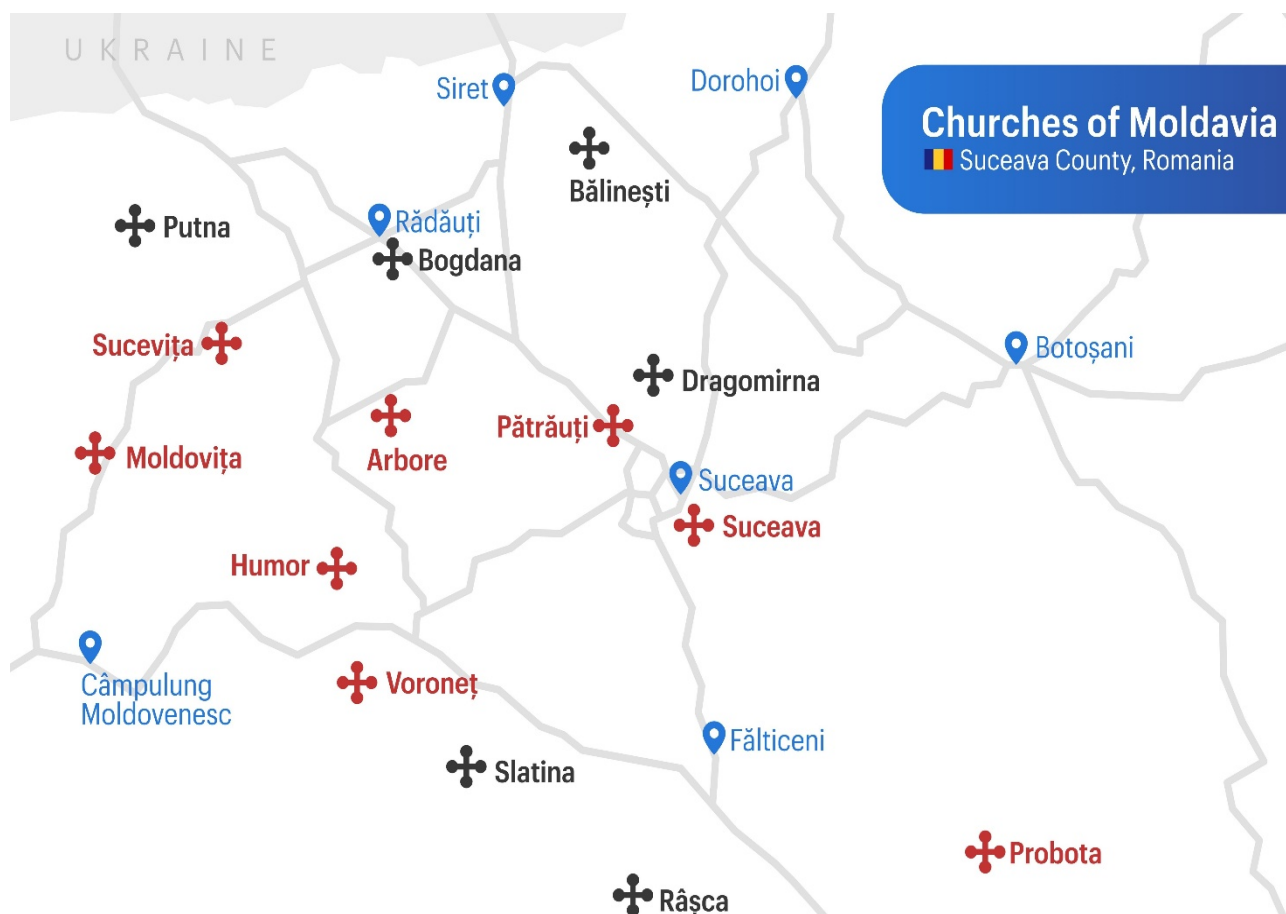 UKRAINE
Siret
Dorohoi
Churches of Moldavia
Suceava County, Romania
Bălinești
Putna
Rădăuți
Bogdana
Sucevița
Botoșani
Dragomirna
Pătrăuți
Arbore
Moldovița
Suceava
Suceava
Humor
Câmpulung
Moldovenesc
Voroneț
Fălticeni
Slatina
Probota
Râșca